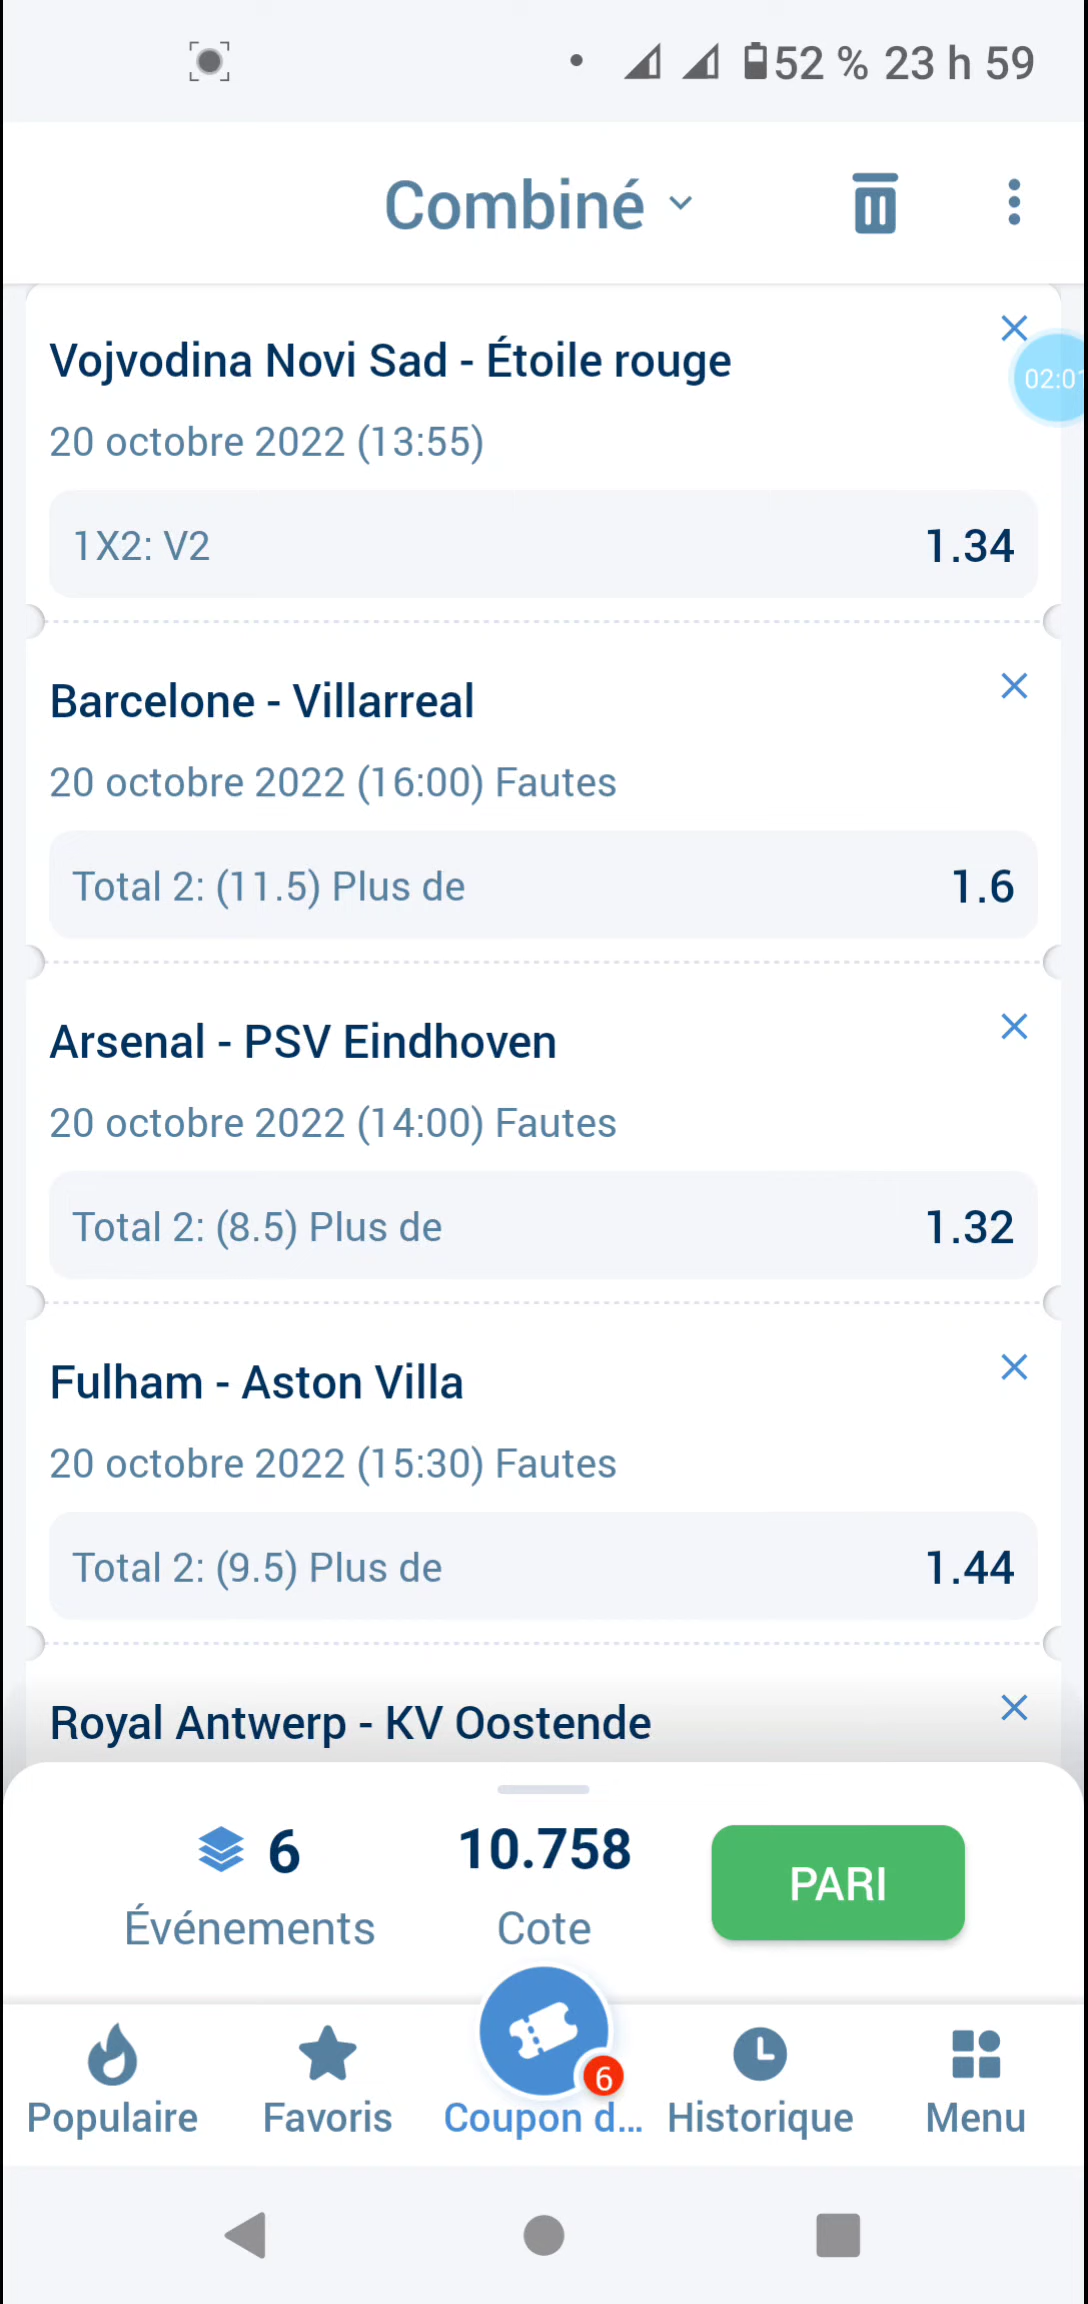 52 % 23 h 59
Combiné
Vojvodina Novi Sad - Étoile rouge
02:01
20 octobre 2022 (13:55)
1X2: V2 1.34
Barcelone - Villarreal
20 octobre 2022 (16:00) Fautes
Total 2: (11.5) Plus de 1.6
Arsenal - PSV Eindhoven
20 octobre 2022 (14:00) Fautes
Total 2: (8.5) Plus de 1.32
Fulham - Aston Villa
20 octobre 2022 (15:30) Fautes
Total 2: (9.5) Plus de 1.44
Royal Antwerp - KV Oostende
6 10.758 PARI
Événements Cote
6
Populaire Favoris Coupon d... Historique Menu